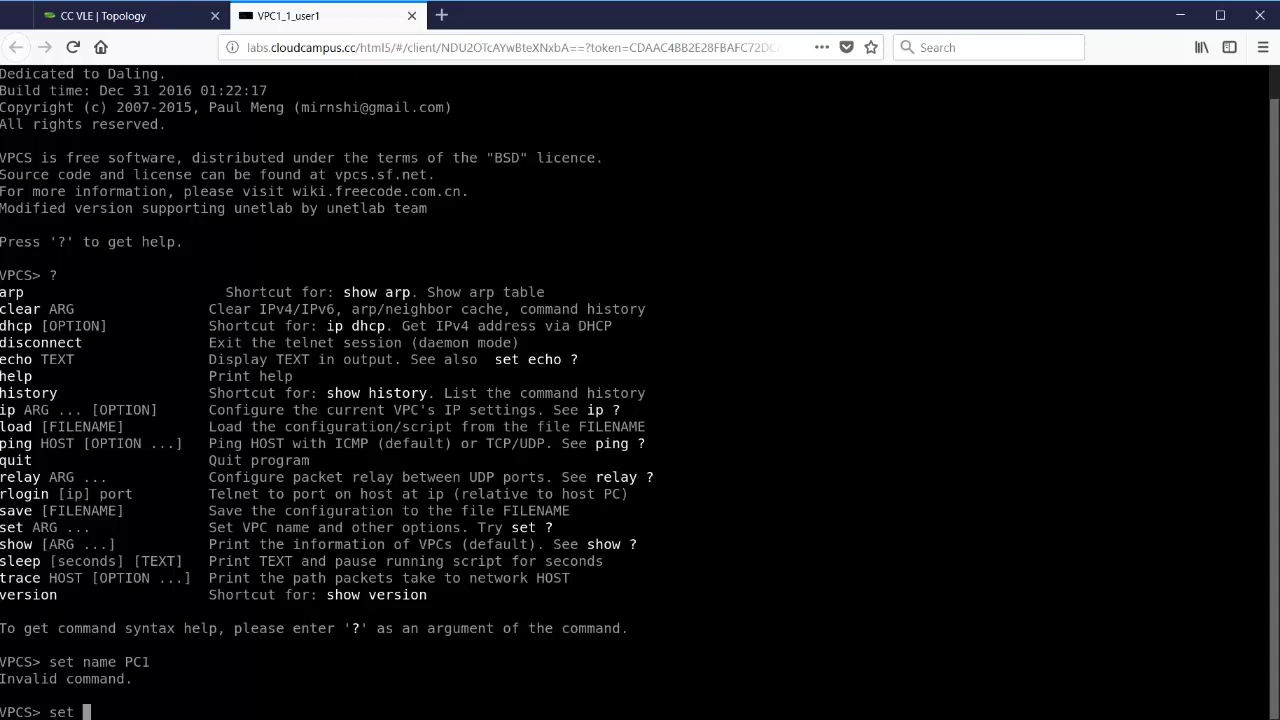 CC VLE | Topology
VPC1_1_user1
labs.cloudcampus.cc/html5/#/client/NDU2OTcAYwBteXNxbA==?token=CDAAC4BB2E28FBAFC72DC
Search
Dedicated to Daling.
Build time: Dec 31 2016 01:22:17
Copyright (c) 2007-2015, Paul Meng (mirnshi@gmail.com)
All rights reserved.
VPCS is free software, distributed under the terms of the "BSD" licence.
Source code and license can be found at vpcs.sf.net.
For more information, please visit wiki.freecode.com.cn.
Modified version supporting unetlab by unetlab team
Press '?' to get help.
VPCS> ?
arp Shortcut for: show arp. Show arp table
clear ARG Clear IPv4/IPv6, arp/neighbor cache, command history
dhcp [OPTION] Shortcut for: ip dhcp. Get IPv4 address via DHCP
disconnect Exit the telnet session (daemon mode)
echo TEXT Display TEXT in output. See also set echo ?
help Print help
history Shortcut for: show history. List the command history
ip ARG ... [OPTION] Configure the current VPC's IP settings. See ip ?
load [FILENAME] Load the configuration/script from the file FILENAME
ping HOST [OPTION ...] Ping HOST with ICMP (default) or TCP/UDP. See ping ?
quit Quit program
relay ARG ... Configure packet relay between UDP ports. See relay ?
rlogin [ip] port Telnet to port on host at ip (relative to host PC)
save [FILENAME] Save the configuration to the file FILENAME
set ARG ... Set VPC name and other options. Try set ?
show [ARG ...] Print the information of VPCs (default). See show ?
sleep [seconds] [TEXT] Print TEXT and pause running script for seconds
trace HOST [OPTION ...] Print the path packets take to network HOST
version Shortcut for: show version
To get command syntax help, please enter '?' as an argument of the command.
VPCS> set name PC1
Invalid command.
VPCS> set